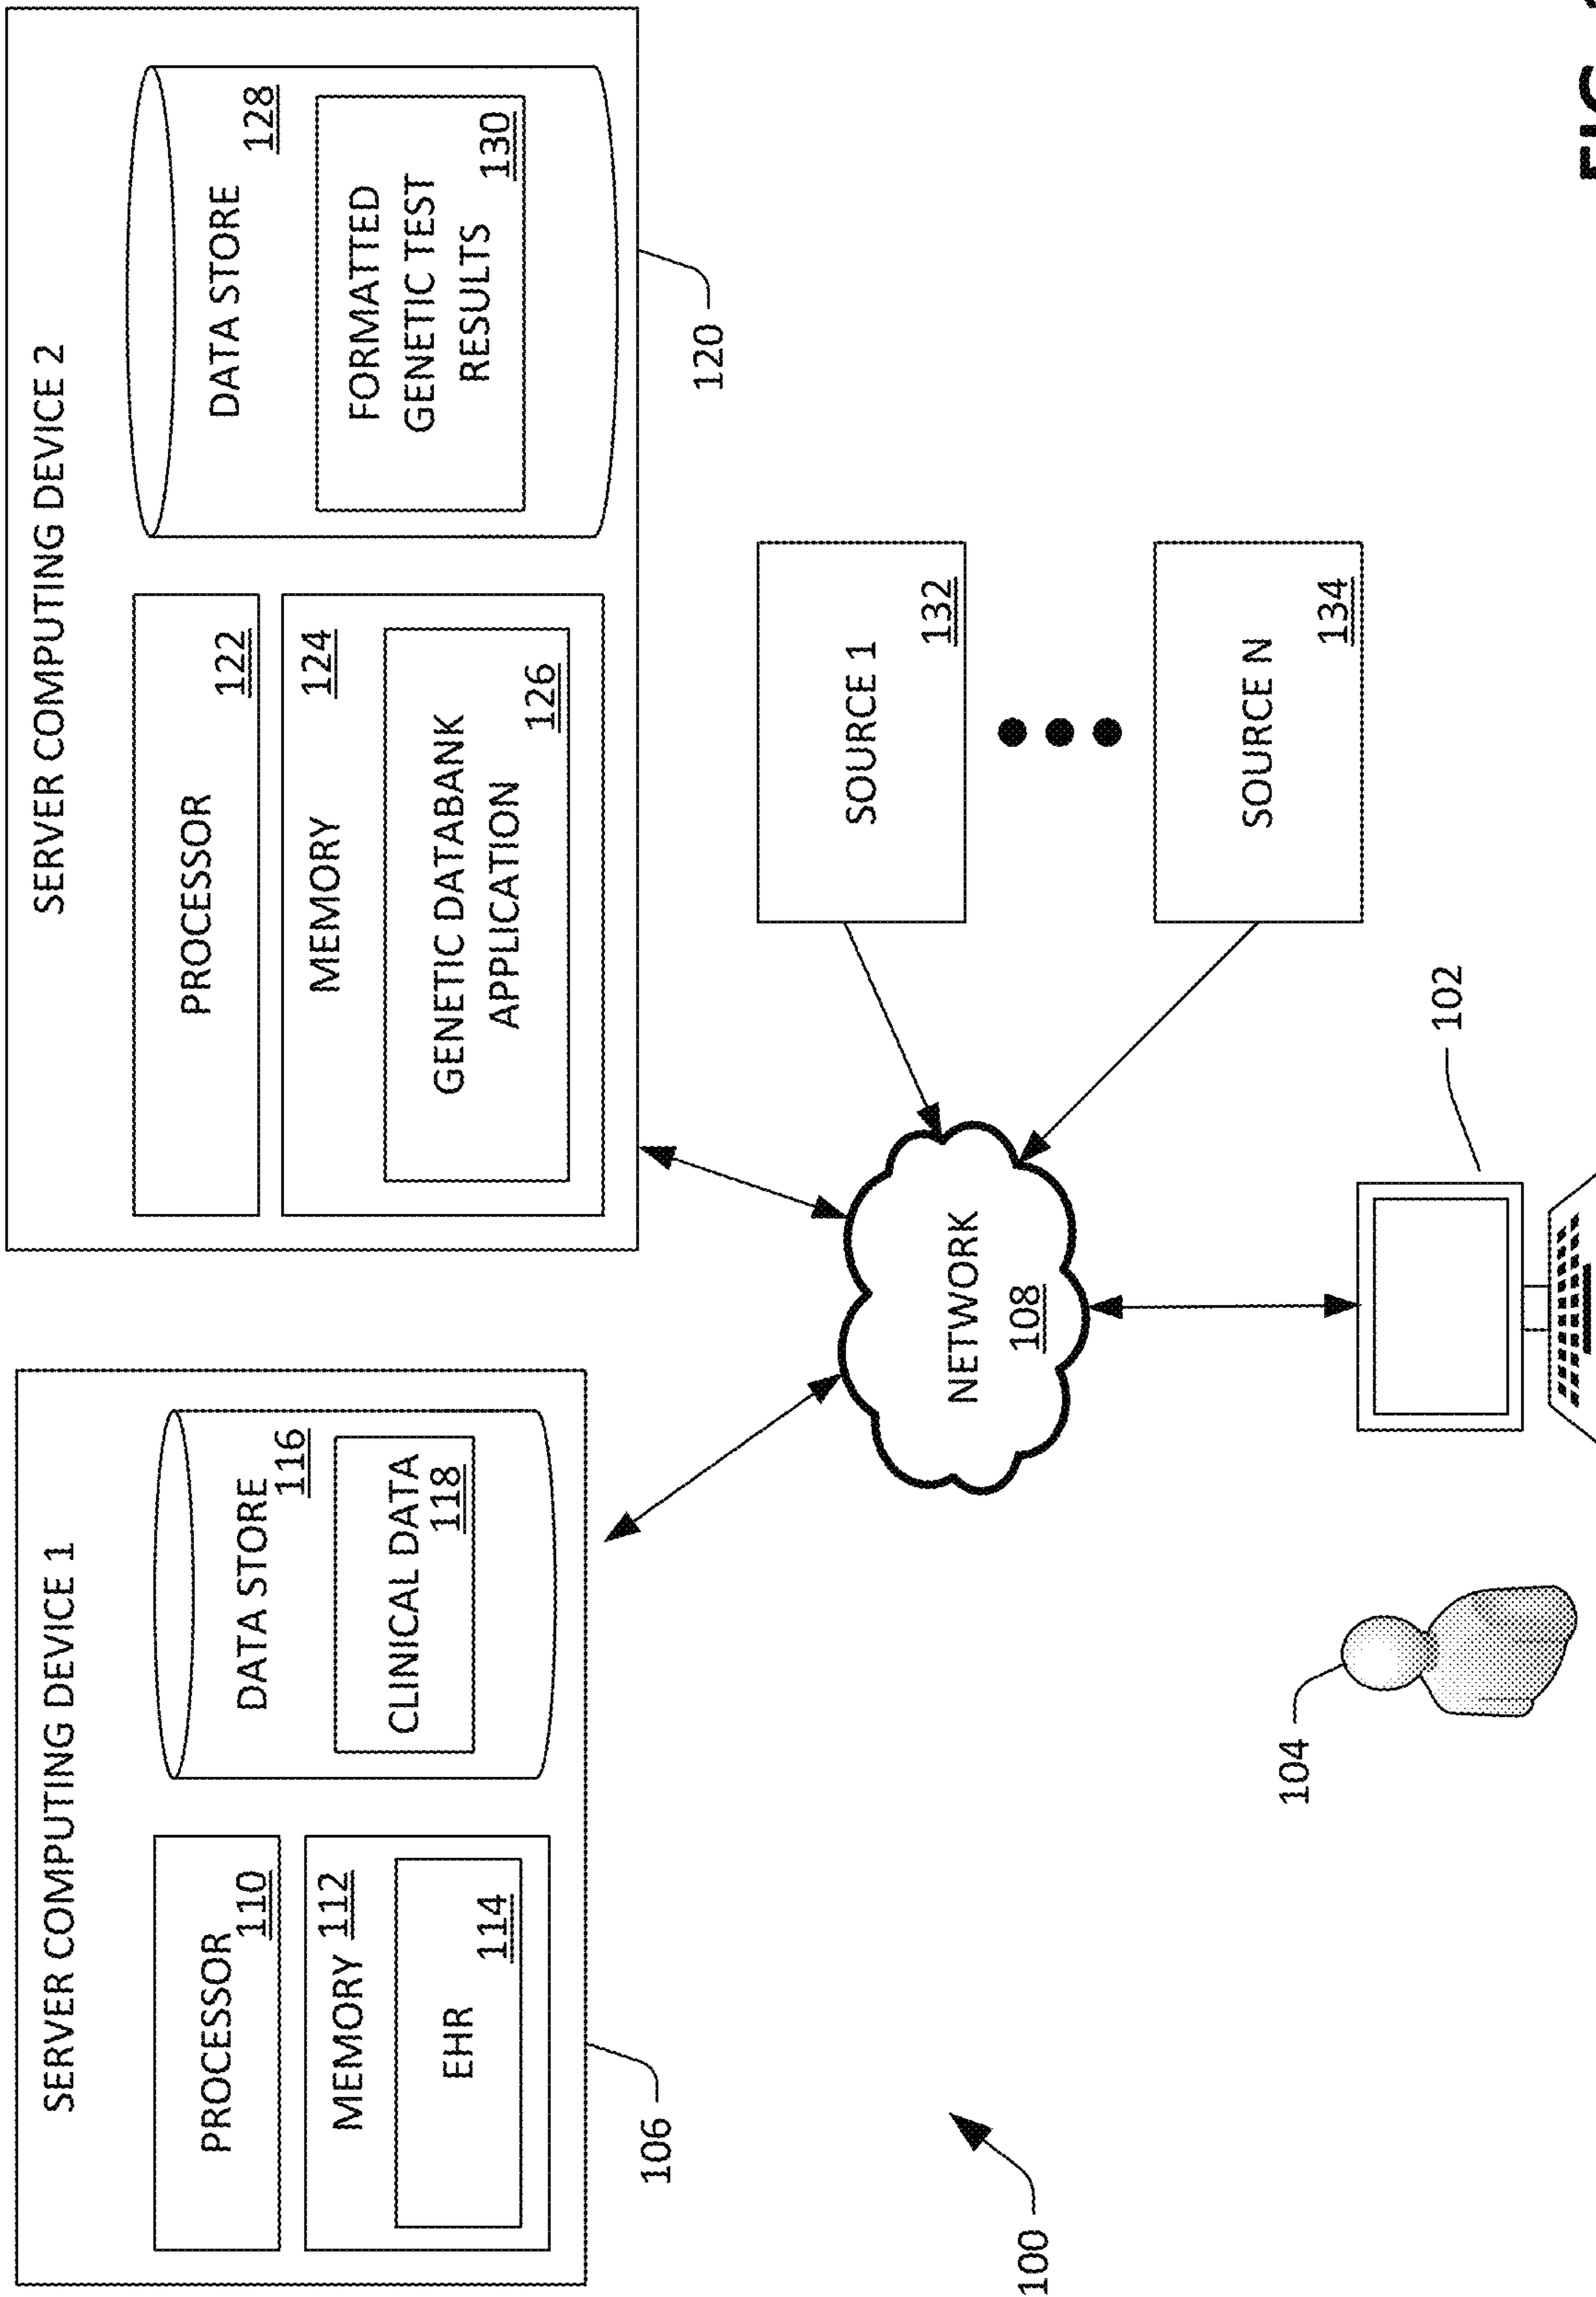 SERVER COMPUTING DEVICE 1
PROCESSOR
110
MEMORY 112
EHR
114
DATA STORE
116
CLINICAL DATA
118
106
SERVER COMPUTING DEVICE 2
PROCESSOR
122
MEMORY
124
GENETIC DATABANK
APPLICATION
126
DATA STORE
128
FORMATTED
GENETIC TEST
RESULTS
130
120
NETWORK
108
SOURCE 1
132
SOURCE N
134
100
104
102
FIG.